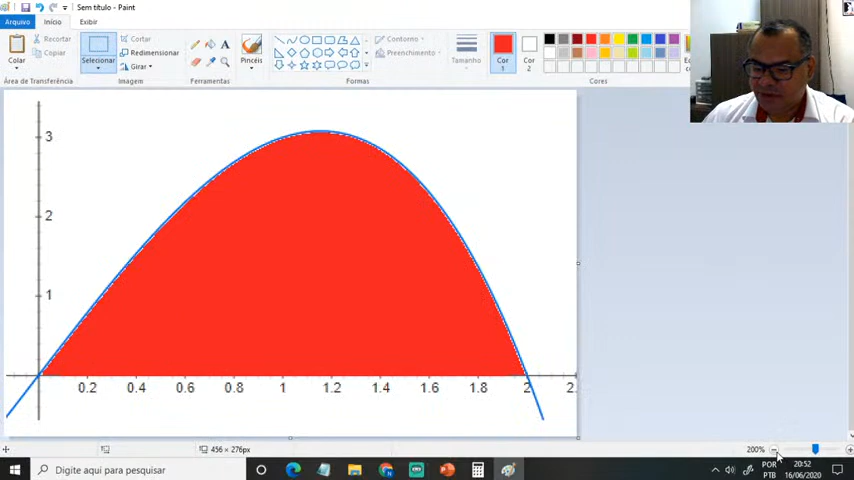 Sem título - Paint
Arquivo Início Exibir
Colar
Recortar
Copiar
Área de Transferência
Selecionar
Cortar
Redimensionar
Girar
Imagem
A
Ferramentas
Pincéis
Contorno
Preenchimento
Formas
Tamanho
Cor
1
Cor
2
Cores
3
2
1
0.2 0.4 0.6 0.8 1 1.2 1.4 1.6 1.8 2 2.
456 × 276px 200%
Digite aqui para pesquisar
POR
PTB
20:52
16/06/2020